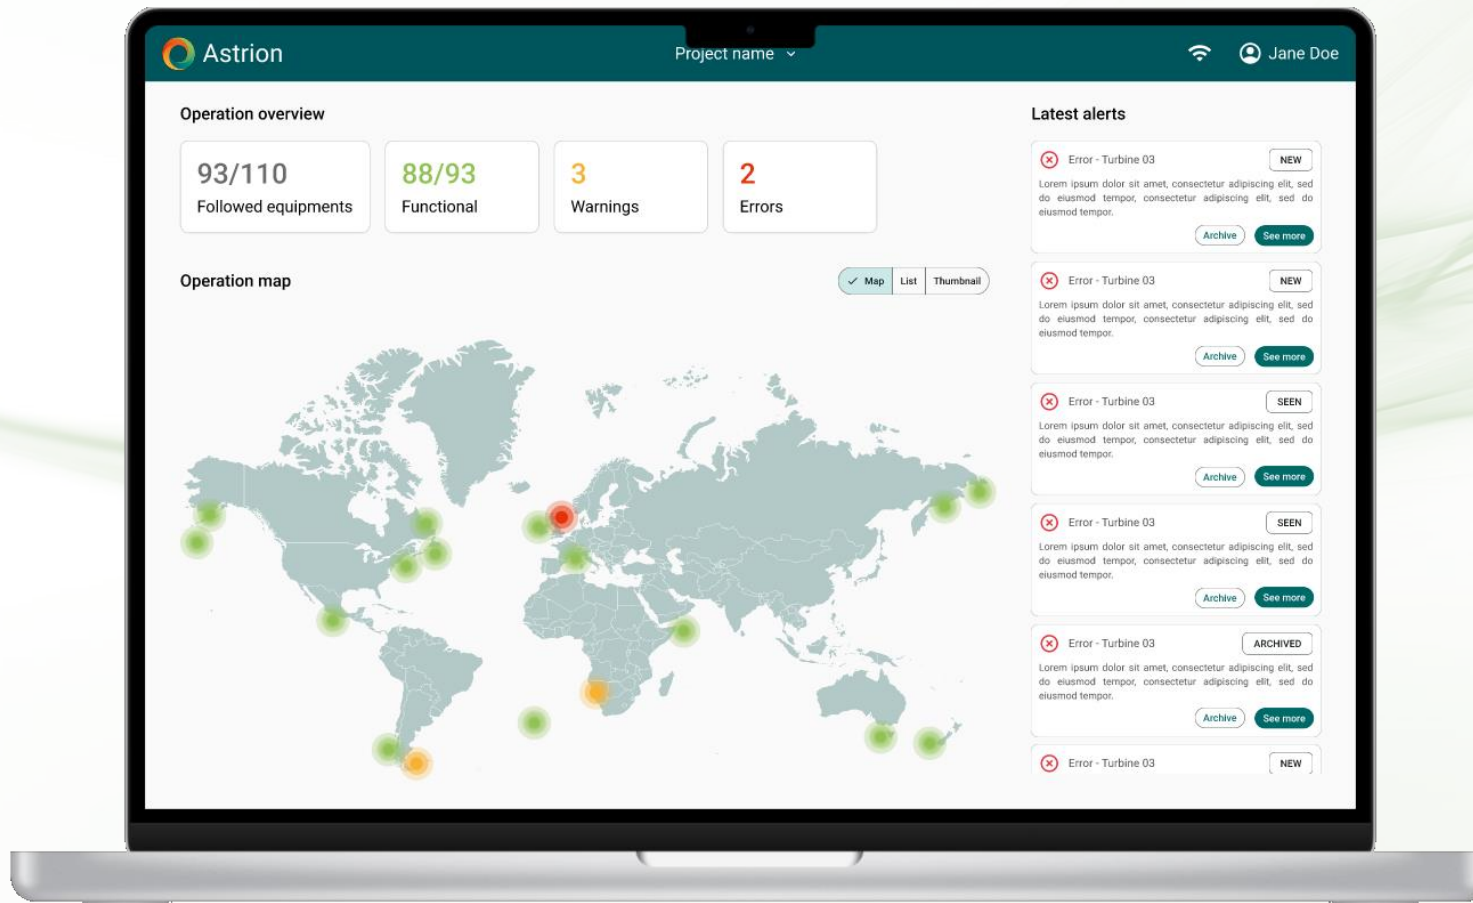 Astrion
Project name
Jane Doe
Operation overview
93/110
Followed equipments
88/93
Functional
3
Warnings
2
Errors
Operation map
Map
List
Thumbnail
Latest alerts
Error - Turbine 03
NEW
Lorem ipsum dolor sit amet, consectetur adipiscing elit, sed
do eiusmod tempor, consectetur adipiscing elit, sed do
eiusmod tempor.
Archive
See more
Error - Turbine 03
NEW
Lorem ipsum dolor sit amet, consectetur adipiscing elit, sed
do eiusmod tempor, consectetur adipiscing elit, sed do
eiusmod tempor.
Archive
See more
Error - Turbine 03
SEEN
Lorem ipsum dolor sit amet, consectetur adipiscing elit, sed
do eiusmod tempor, consectetur adipiscing elit, sed do
eiusmod tempor.
Archive
See more
Error - Turbine 03
SEEN
Lorem ipsum dolor sit amet, consectetur adipiscing elit, sed
do eiusmod tempor, consectetur adipiscing elit, sed do
eiusmod tempor.
Archive
See more
Error - Turbine 03
ARCHIVED
Lorem ipsum dolor sit amet, consectetur adipiscing elit, sed
do eiusmod tempor, consectetur adipiscing elit, sed do
eiusmod tempor.
Archive
See more
Error - Turbine 03
NEW